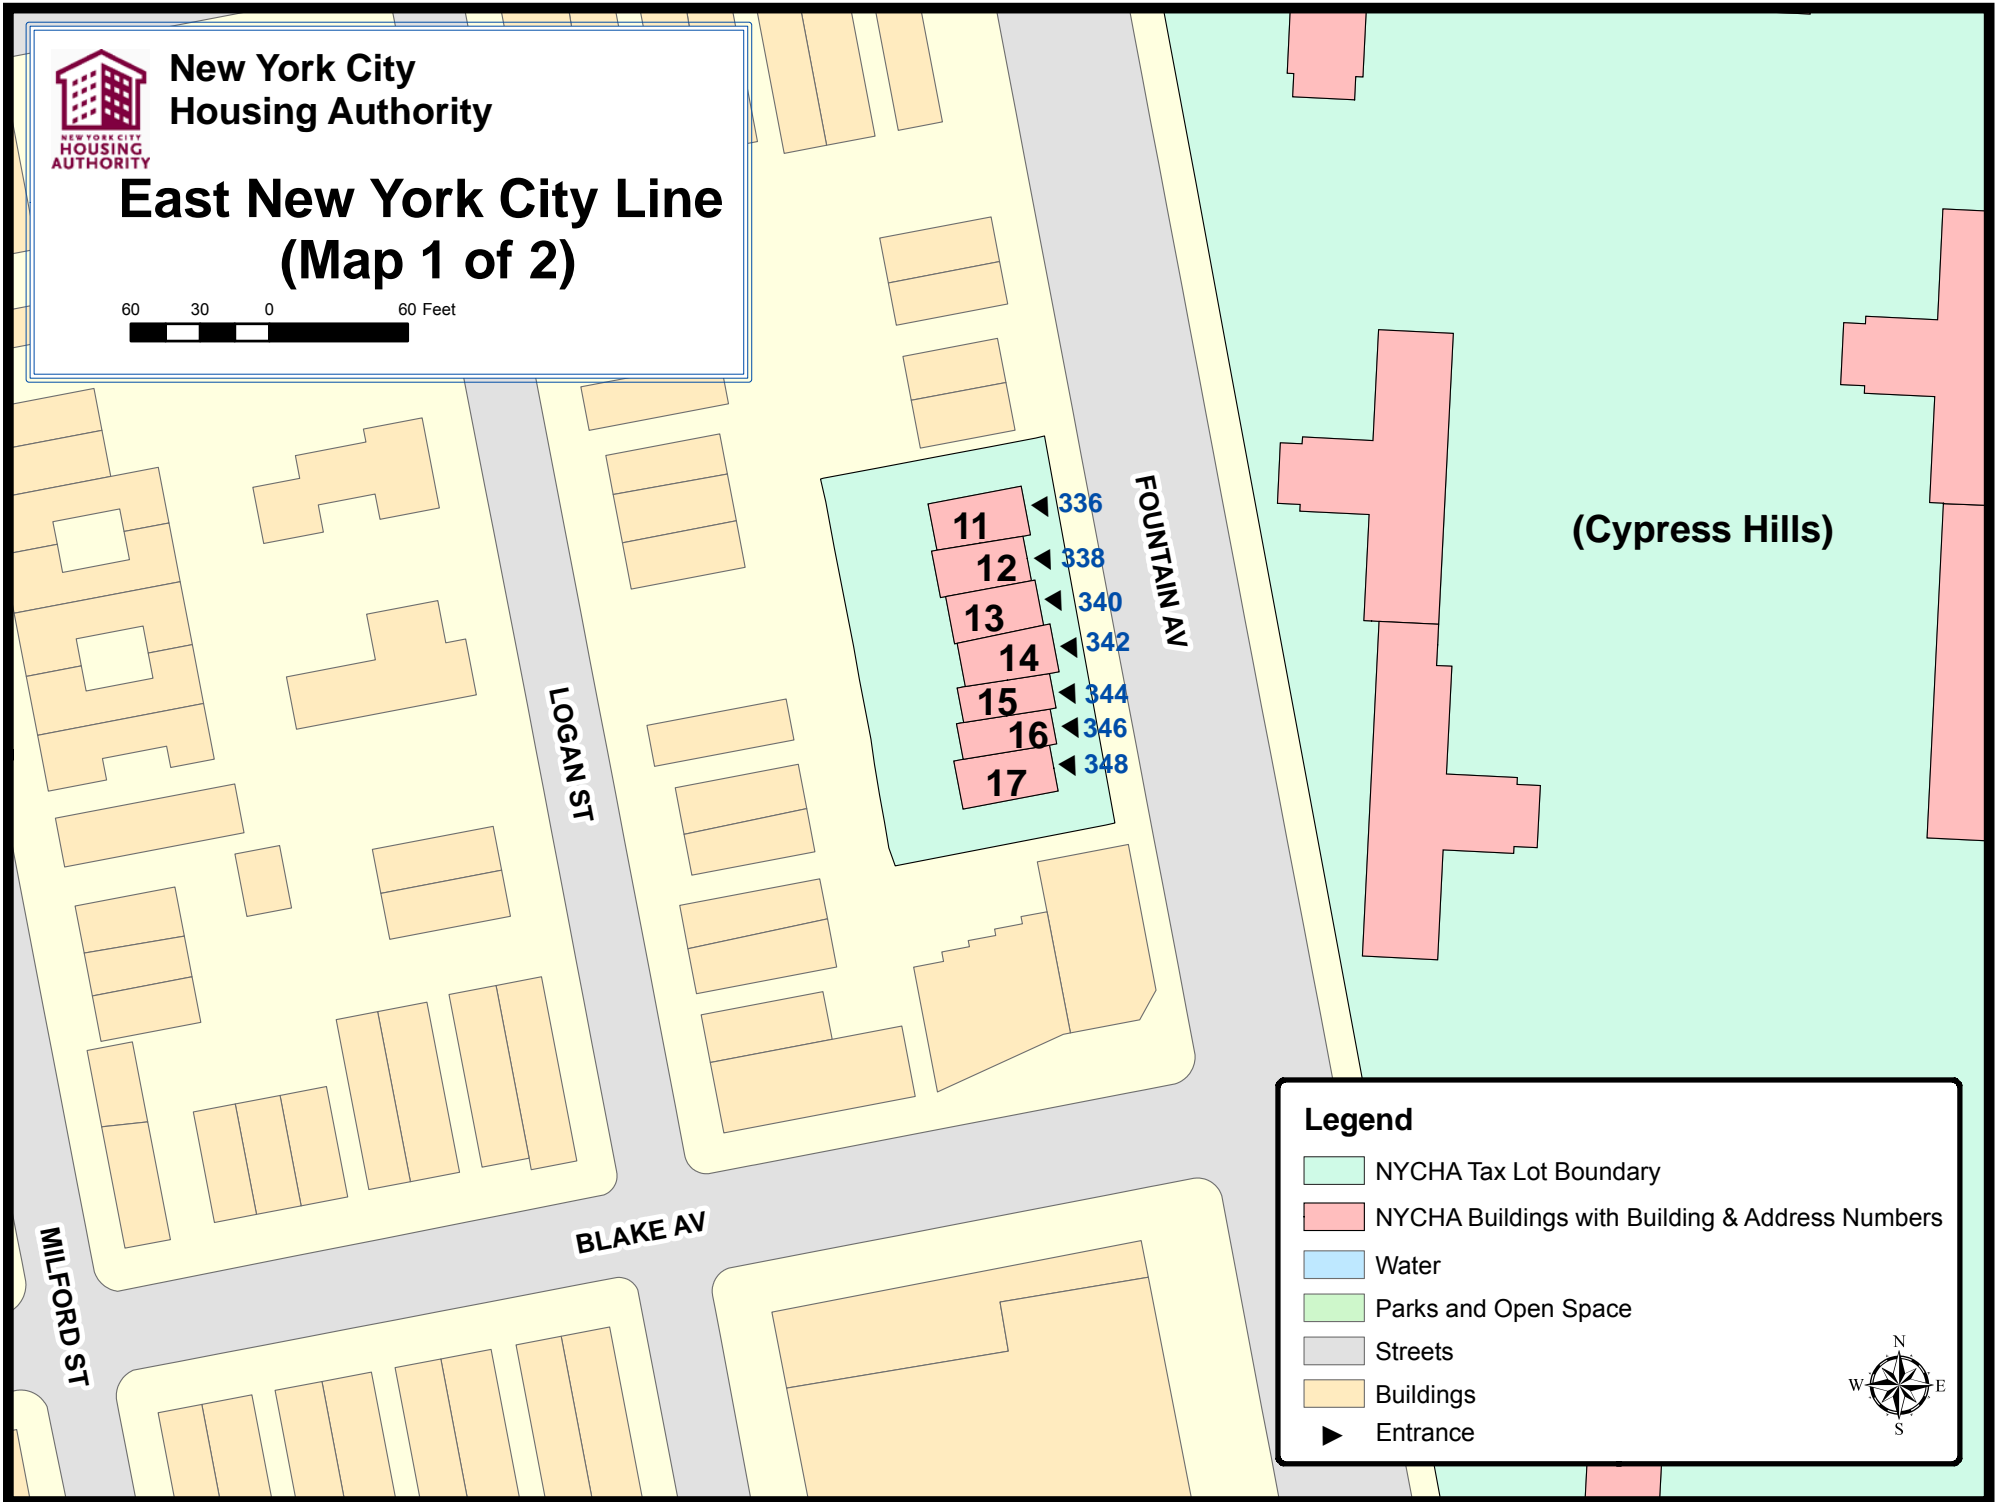 New York City
Housing Authority
NEW YORK CITY
HOUSING
AUTHORITY
East New York City Line
(Map 1 of 2)
60 30 0 60 Feet
11 336
12 338
13 340
14 342
15 344
16 346
17 348
FOUNTAIN AV
(Cypress Hills)
LOGAN ST
BLAKE AV
MILFORD ST
Legend
NYCHA Tax Lot Boundary
NYCHA Buildings with Building & Address Numbers
Water
Parks and Open Space
Streets
Buildings
Entrance
N
W E
S